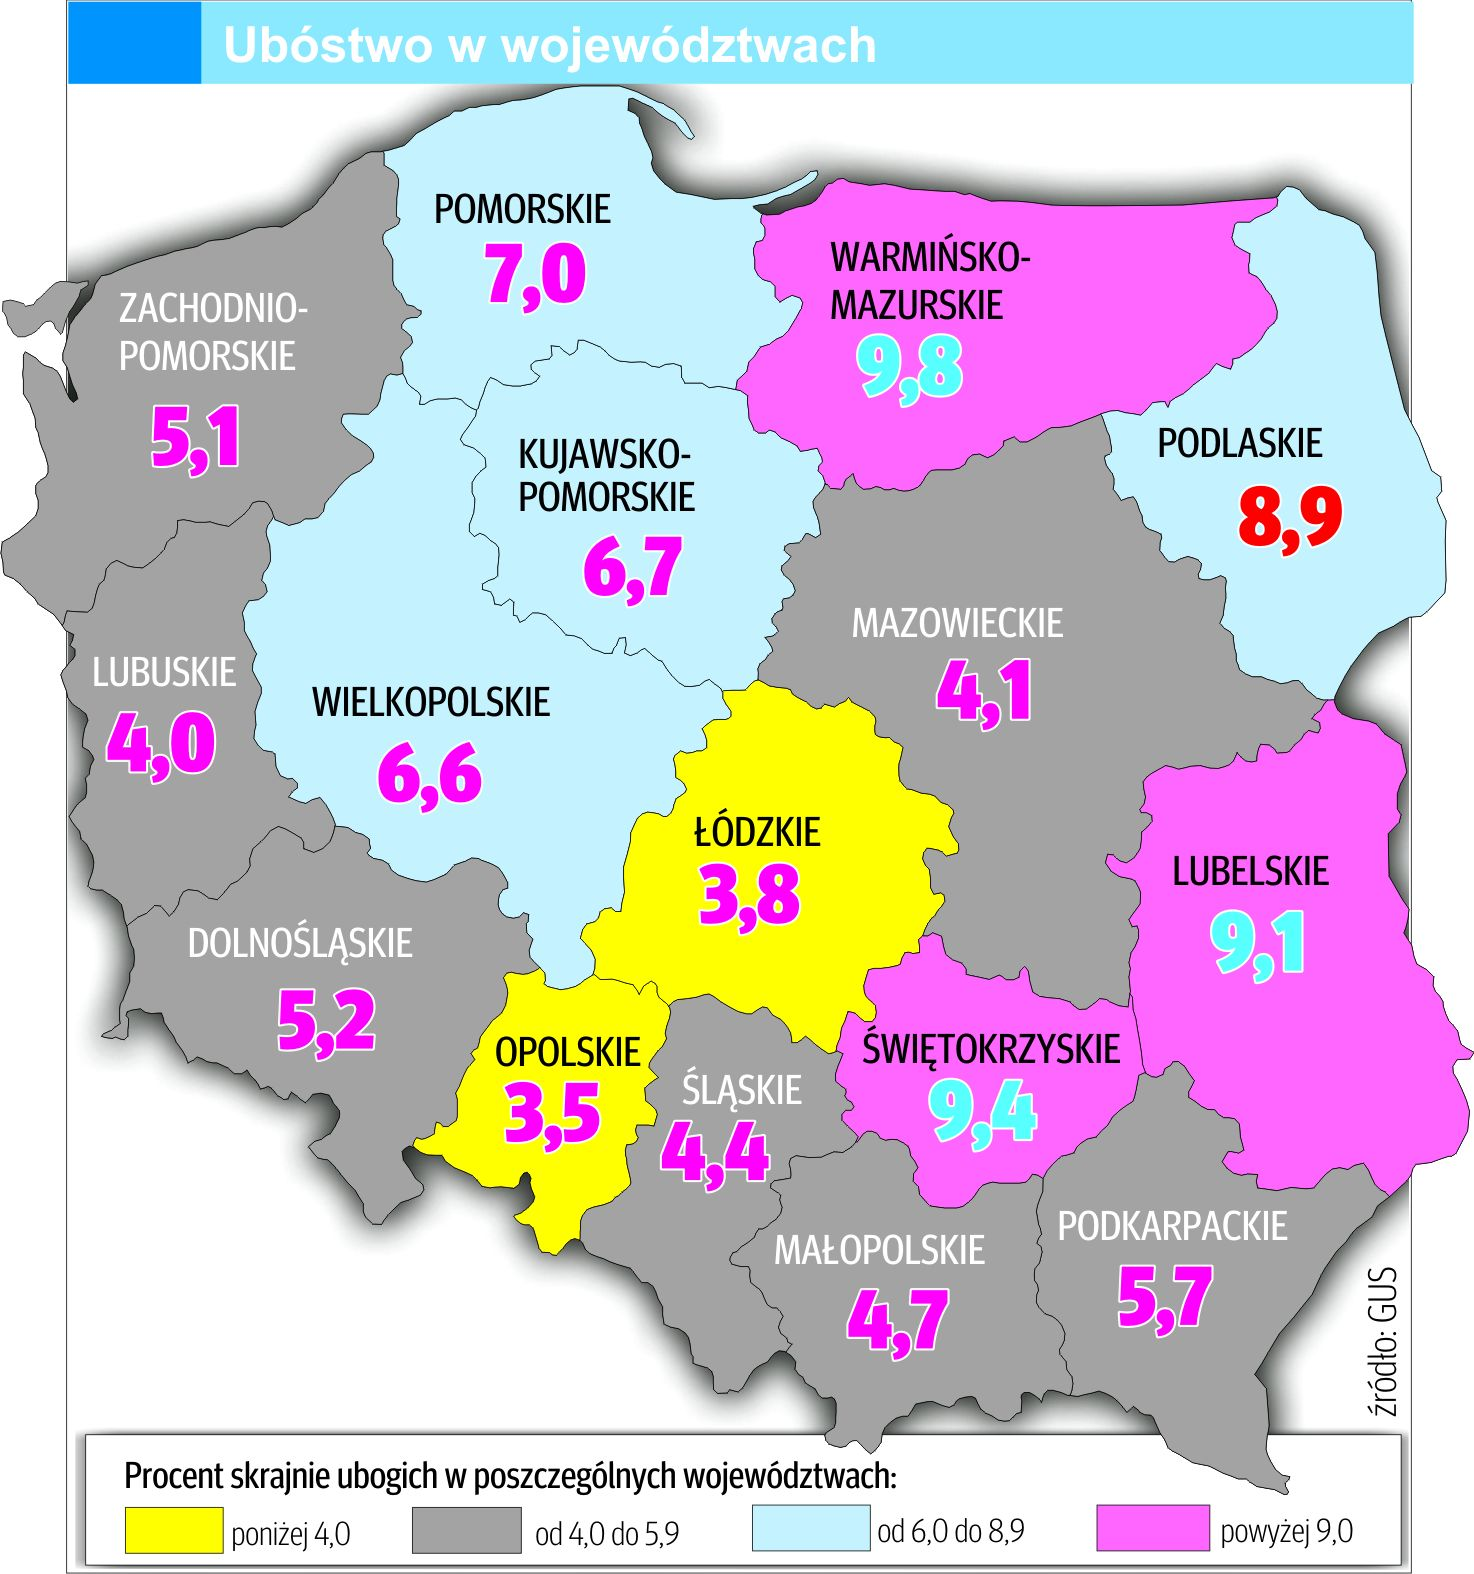 Ubóstwo w województwach
POMORSKIE
7,0
WARMIŃSKO-
MAZURSKIE
9,8
ZACHODNIO-
POMORSKIE
5,1
KUJAWSKO-
POMORSKIE
6,7
PODLASKIE
8,9
MAZOWIECKIE
4,1
LUBUSKIE
4,0
WIELKOPOLSKIE
6,6
ŁÓDZKIE
3,8
LUBELSKIE
9,1
DOLNOŚLĄSKIE
5,2
OPOLSKIE
3,5
ŚLĄSKIE
4,4
ŚWIĘTOKRZYSKIE
9,4
MAŁOPOLSKIE
4,7
PODKARPACKIE
5,7
źródło: GUS
Procent skrajnie ubogich w poszczególnych województwach:
poniżej 4,0
od 4,0 do 5,9
od 6,0 do 8,9
powyżej 9,0